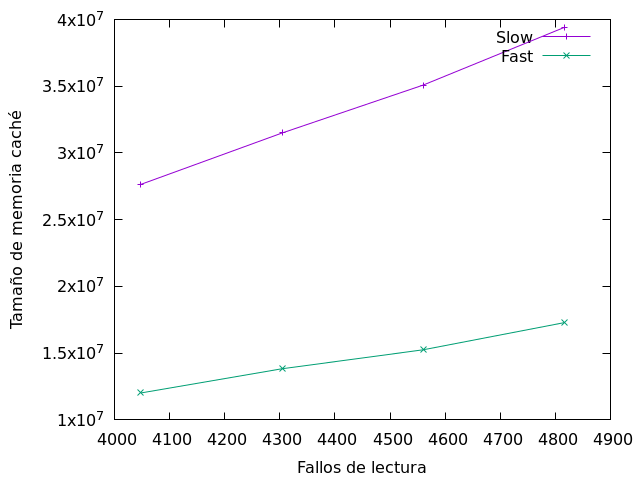 4x10^7
3.5x10^7
3x10^7
2.5x10^7
2x10^7
1.5x10^7
1x10^7
Tamaño de memoria caché
Slow
Fast
4000 4100 4200 4300 4400 4500 4600 4700 4800 4900
Fallos de lectura